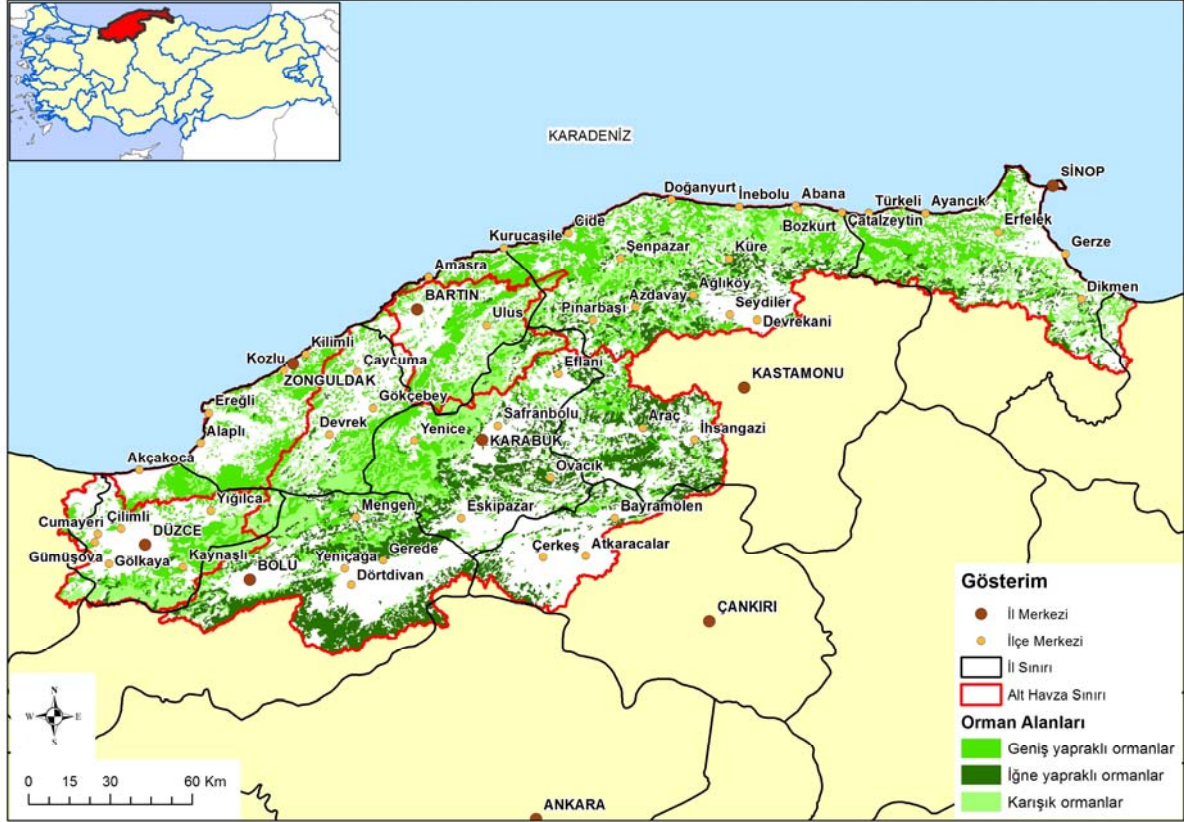 KARADENİZ
SİNOP
Doğanyurt
İnebolu
Abana
Türkeli
Ayancık
Çatalzeytin
Bozkurt
Erfelek
Cide
Kurucaşile
Şenpazar
Küre
Gerze
Amasra
BARTIN
Ağlıköy
Dikmen
Azdavay
Seydiler
Pınarbaşı
Devrekani
Ulus
Kilimli
Kozlu
Çaycuma
Eflani
ZONGULDAK
KASTAMONU
Gökçebey
Ereğli
Safranbolu
Araç
Devrek
Yenice
KARABÜK
İhsangazi
Alaplı
Akçakoca
Ovacık
Yığılca
Mengen
Eskipazar
Bayramölen
Cumayeri
Çilimli
DÜZCE
Gümüşova
Gölkaya
Kaynaşlı
BOLU
Yeniçağa
Gerede
Dörtdivan
Çerkeş
Atkaracalar
ÇANKIRI
ANKARA
N
W
E
S
0 15 30 60 Km
Gösterim
İl Merkezi
İlçe Merkezi
İl Sınırı
Alt Havza Sınırı
Orman Alanları
Geniş yapraklı ormanlar
İğne yapraklı ormanlar
Karışık ormanlar